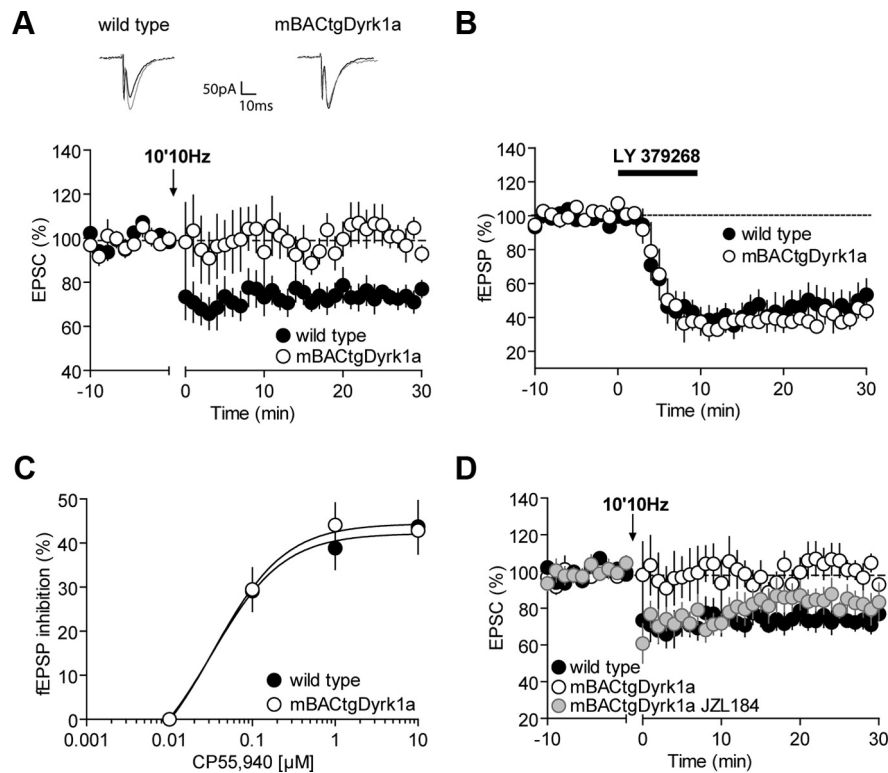 A
wild type
mBACtgDyrk1a
50pA
10ms
10'10Hz
EPSC (%)
140
120
100
80
60
40
wild type
mBACtgDyrk1a
-10
0
10
20
30
Time (min)
B
LY 379268
fEPSP (%)
140
120
100
80
60
40
20
wild type
mBACtgDyrk1a
-10
0
10
20
30
Time (min)
C
fEPSP inhibition (%)
50
40
30
20
10
0
wild type
mBACtgDyrk1a
0.001
0.01
0.1
1
10
CP55,940 [µM]
D
10'10Hz
EPSC (%)
140
120
100
80
60
40
20
wild type
mBACtgDyrk1a
mBACtgDyrk1a JZL184
-10
0
10
20
30
Time (min)